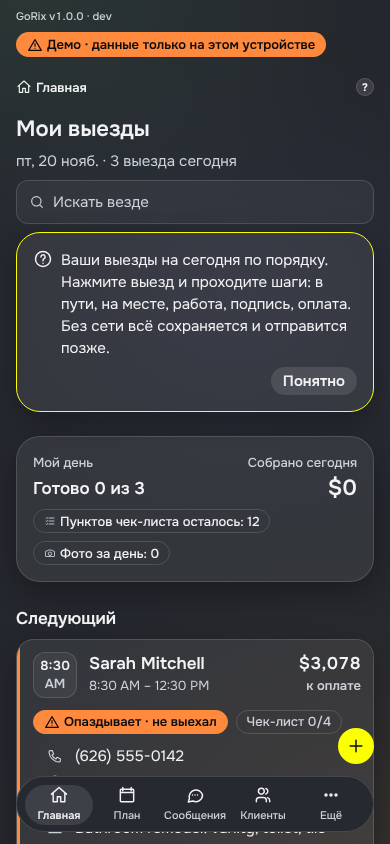 GoRix v1.0.0 · dev
Демо · данные только на этом устройстве
Главная
?
Мои выезды
пт, 20 нояб. · 3 выезда сегодня
Искать везде
Ваши выезды на сегодня по порядку.
Нажмите выезд и проходите шаги: в
пути, на месте, работа, подпись, оплата.
Без сети всё сохраняется и отправится
позже.
Понятно
Мой день
Собрано сегодня
Готово 0 из 3
$0
Пунктов чек-листа осталось: 12
Фото за день: 0
Следующий
8:30
AM
Sarah Mitchell
$3,078
8:30 AM – 12:30 PM
к оплате
Опаздывает · не выехал
Чек-лист 0/4
(626) 555-0142
Главная
План
Сообщения
Клиенты
Ещё